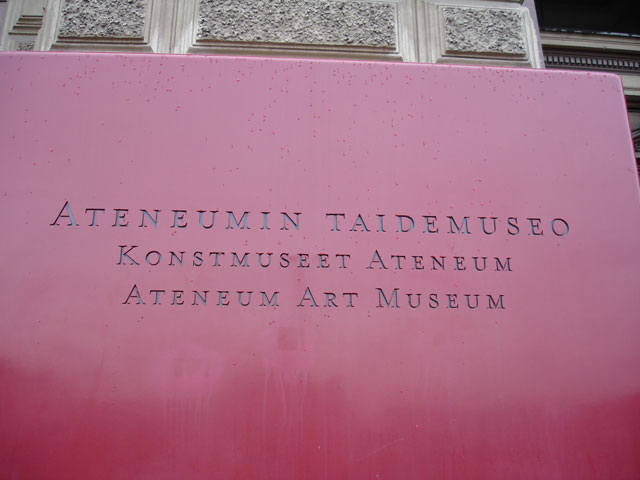 ATENEUMIN TAIDEMUSEO
KONSTMUSEET ATENEUM
ATENEUM ART MUSEUM